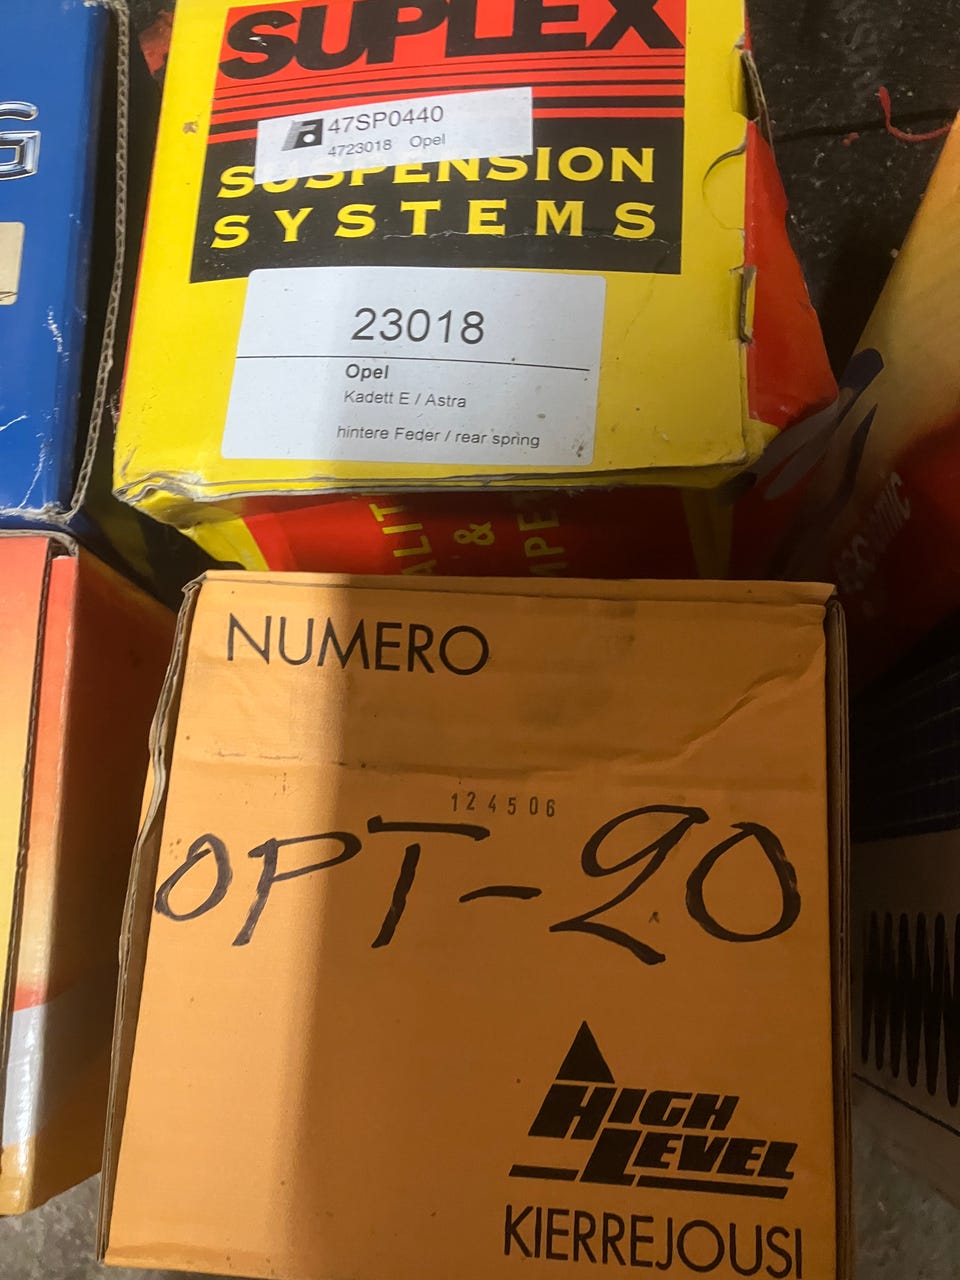 SUPLEX
47SP0440
4723018 Opel
SUSPENSION
SYSTEMS
23018
Opel
Kadett E / Astra
hintere Feder / rear spring
&
NUMERO
124506
OPT-20
HIGH
LEVEL
KIERREJOUSI